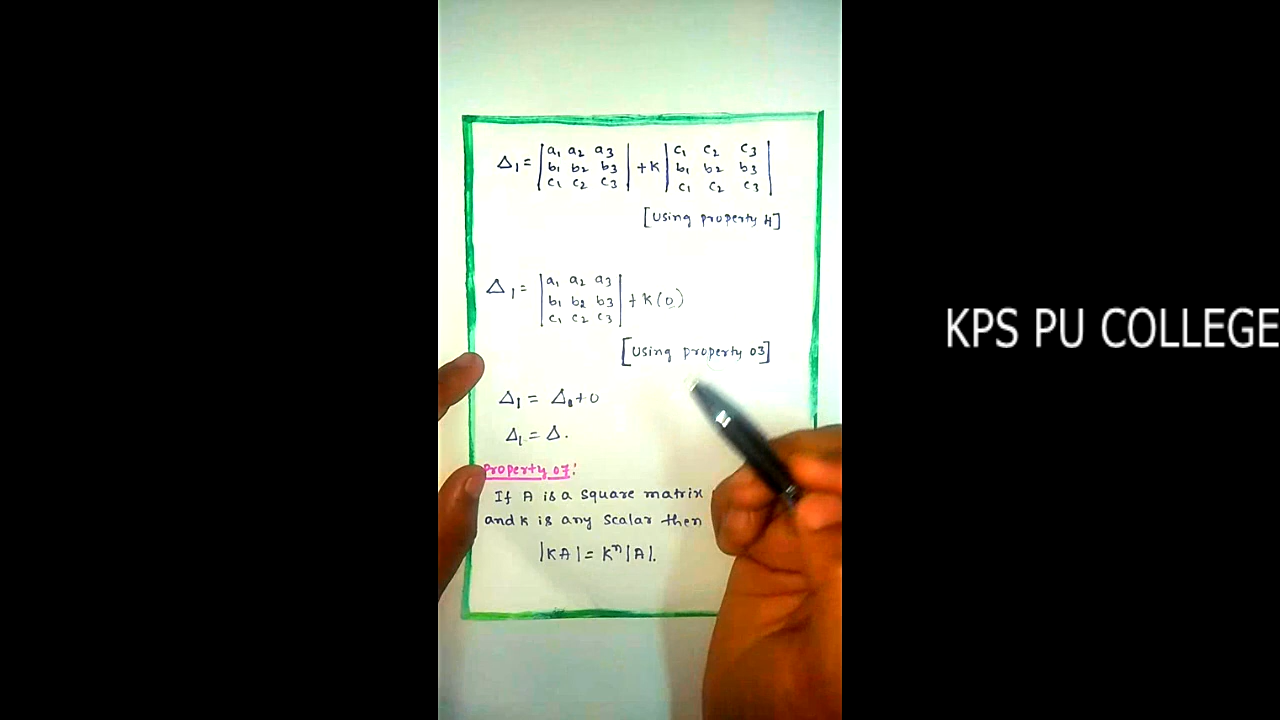 Δ₁ = |a₁ a₂ a₃| + K |c₁ c₂ c₃|
|b₁ b₂ b₃| |b₁ b₂ b₃|
|c₁ c₂ c₃| |c₁ c₂ c₃|
[Using property 4]
Δ₁ = |a₁ a₂ a₃| + K(0)
|b₁ b₂ b₃|
|c₁ c₂ c₃|
[Using property 03]
Δ₁ = Δ + 0
Δ₁ = Δ.
Property 07:
If A is a square matrix
and K is any scalar then
|KA| = Kⁿ|A|.
KPS PU COLLEGE